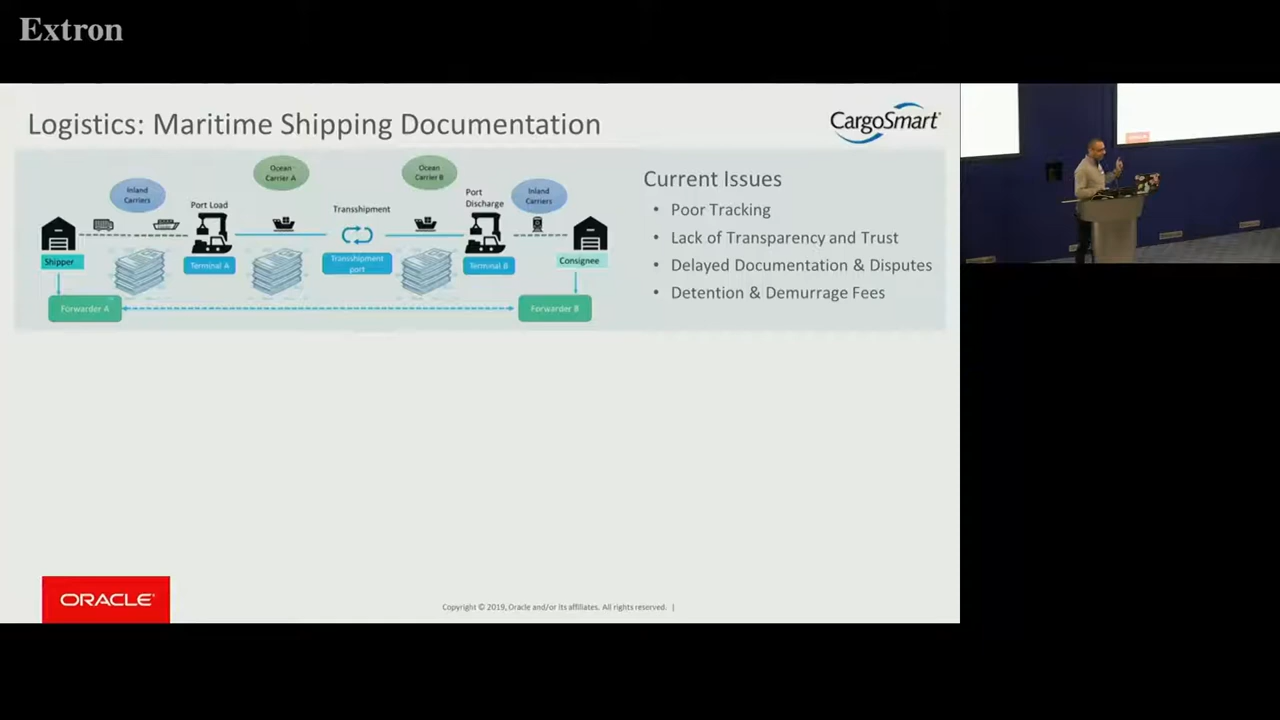 Extron
Logistics: Maritime Shipping Documentation
CargoSmart
Ocean
Carrier A
Ocean
Carrier B
Inland
Carriers
Inland
Carriers
Port Load
Transshipment
Port
Discharge
Shipper
Terminal A
Transshipment
port
Terminal B
Consignee
Forwarder A
Forwarder B
Current Issues
• Poor Tracking
• Lack of Transparency and Trust
• Delayed Documentation & Disputes
• Detention & Demurrage Fees
ORACLE
Copyright © 2019, Oracle and/or its affiliates. All rights reserved. |